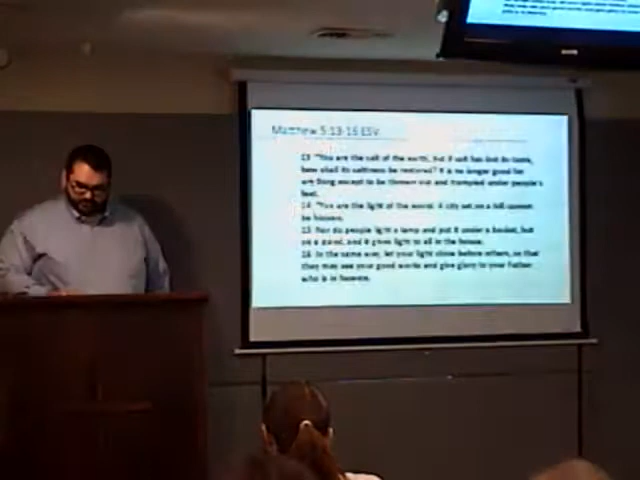 Matthew 5:13-16 ESV
13 "You are the salt of the earth, but if salt has lost its taste,
how shall its saltiness be restored? It is no longer good for
anything except to be thrown out and trampled under people's
feet.
14 "You are the light of the world. A city set on a hill cannot
be hidden.
15 Nor do people light a lamp and put it under a basket, but
on a stand, and it gives light to all in the house.
16 In the same way, let your light shine before others, so that
they may see your good works and give glory to your Father
who is in heaven.